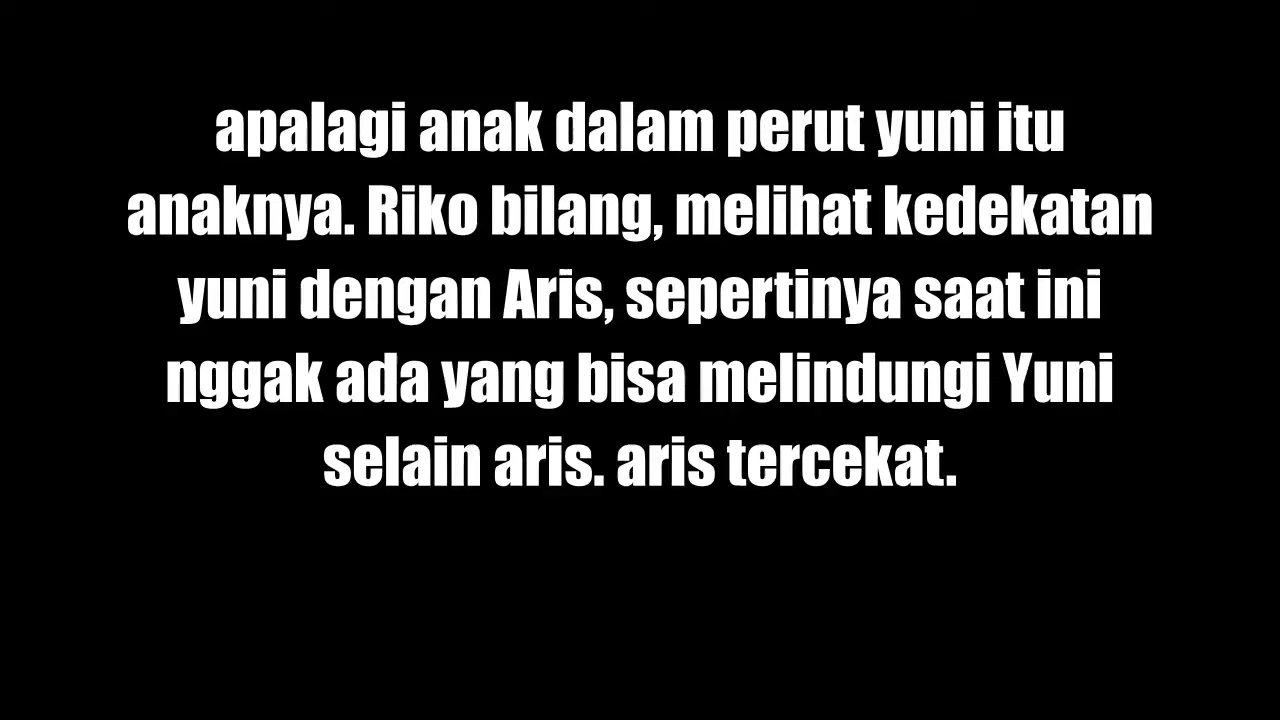 apalagi anak dalam perut yuni itu
anaknya. Riko bilang, melihat kedekatan
yuni dengan Aris, sepertinya saat ini
nggak ada yang bisa melindungi Yuni
selain aris. aris tercekat.